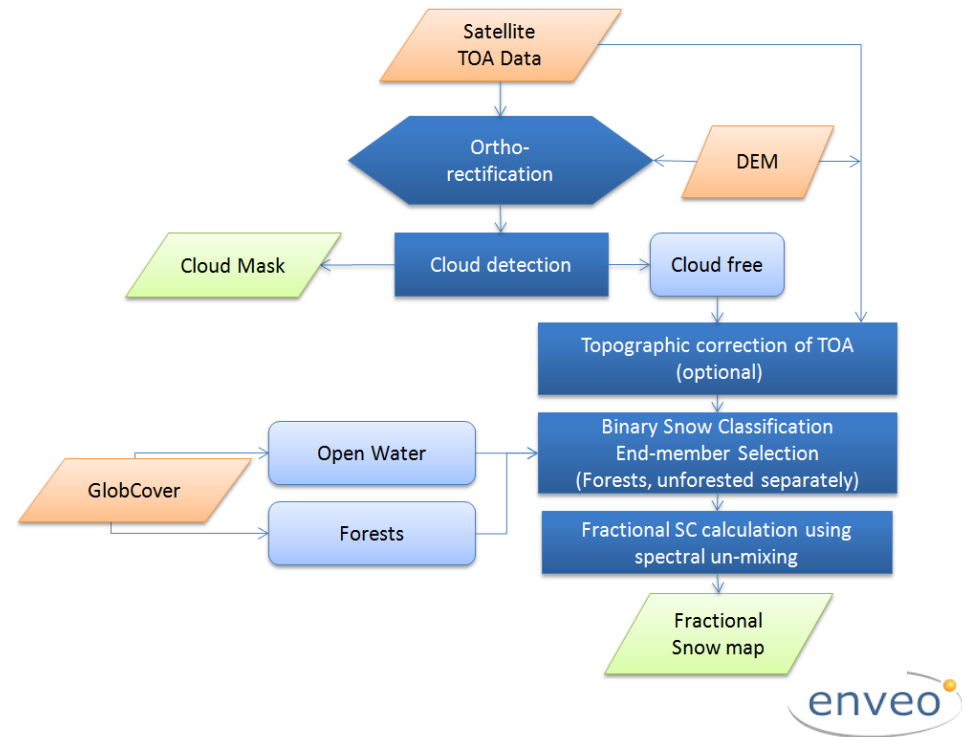 Satellite
TOA Data
Ortho-
rectification
DEM
Cloud Mask
Cloud detection
Cloud free
Topographic correction of TOA
(optional)
Binary Snow Classification
End-member Selection
(Forests, unforested separately)
Open Water
GlobCover
Forests
Fractional SC calculation using
spectral un-mixing
Fractional
Snow map
enveo